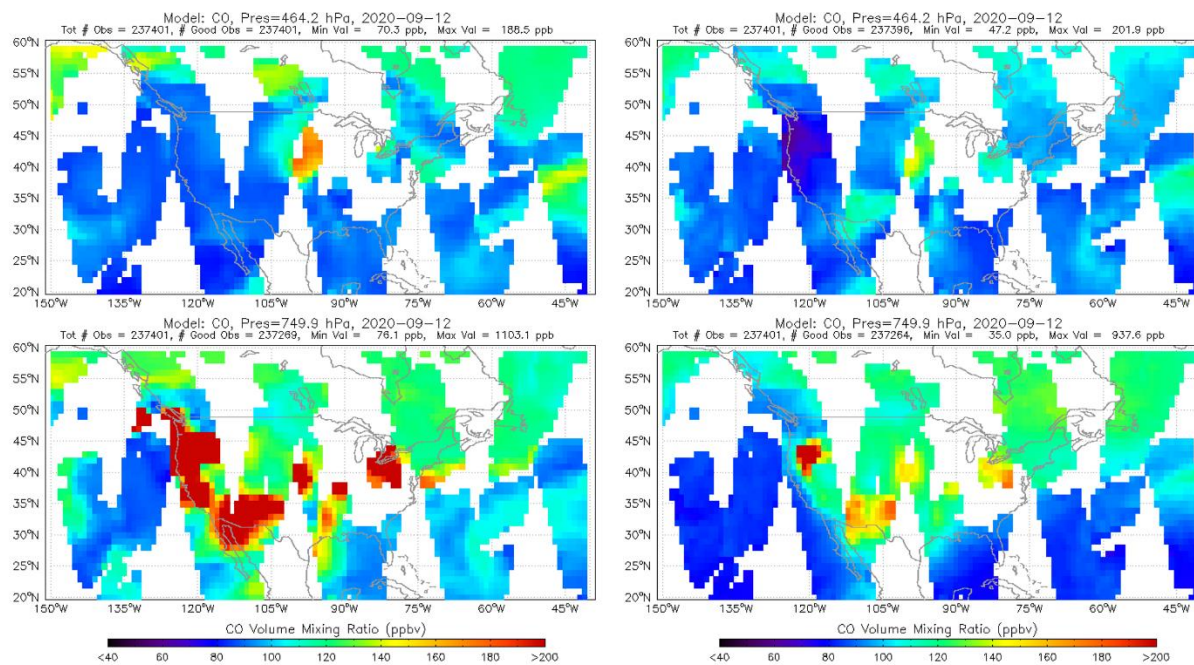 Model: CO, Pres=464.2 hPa, 2020-09-12
Tot # Obs = 237401, # Good Obs = 237401, Min Val = 70.3 ppb, Max Val = 188.5 ppb
60°N
55°N
50°N
45°N
40°N
35°N
30°N
25°N
20°N
150°W 135°W 120°W 105°W 90°W 75°W 60°W 45°W
Model: CO, Pres=464.2 hPa, 2020-09-12
Tot # Obs = 237401, # Good Obs = 237396, Min Val = 47.2 ppb, Max Val = 201.9 ppb
60°N
55°N
50°N
45°N
40°N
35°N
30°N
25°N
20°N
150°W 135°W 120°W 105°W 90°W 75°W 60°W 45°W
Model: CO, Pres=749.9 hPa, 2020-09-12
Tot # Obs = 237401, # Good Obs = 237269, Min Val = 76.1 ppb, Max Val = 1103.1 ppb
60°N
55°N
50°N
45°N
40°N
35°N
30°N
25°N
20°N
150°W 135°W 120°W 105°W 90°W 75°W 60°W 45°W
CO Volume Mixing Ratio (ppbv)
<40 60 80 100 120 140 160 180 >200
Model: CO, Pres=749.9 hPa, 2020-09-12
Tot # Obs = 237401, # Good Obs = 237264, Min Val = 35.0 ppb, Max Val = 937.6 ppb
60°N
55°N
50°N
45°N
40°N
35°N
30°N
25°N
20°N
150°W 135°W 120°W 105°W 90°W 75°W 60°W 45°W
CO Volume Mixing Ratio (ppbv)
<40 60 80 100 120 140 160 180 >200